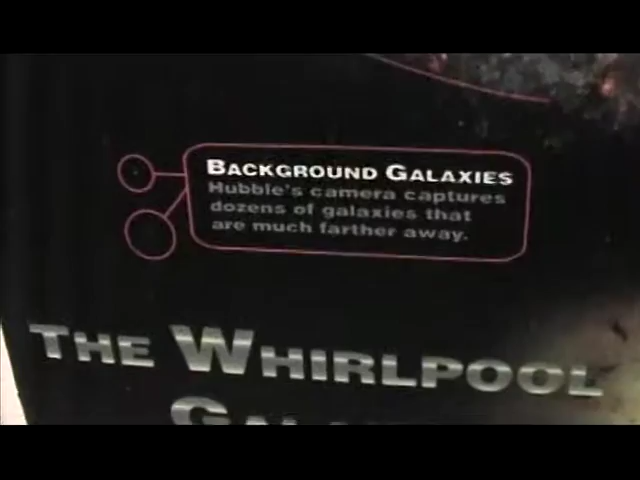 BACKGROUND GALAXIES
Hubble's camera captures
dozens of galaxies that
are much farther away.
THE WHIRLPOOL